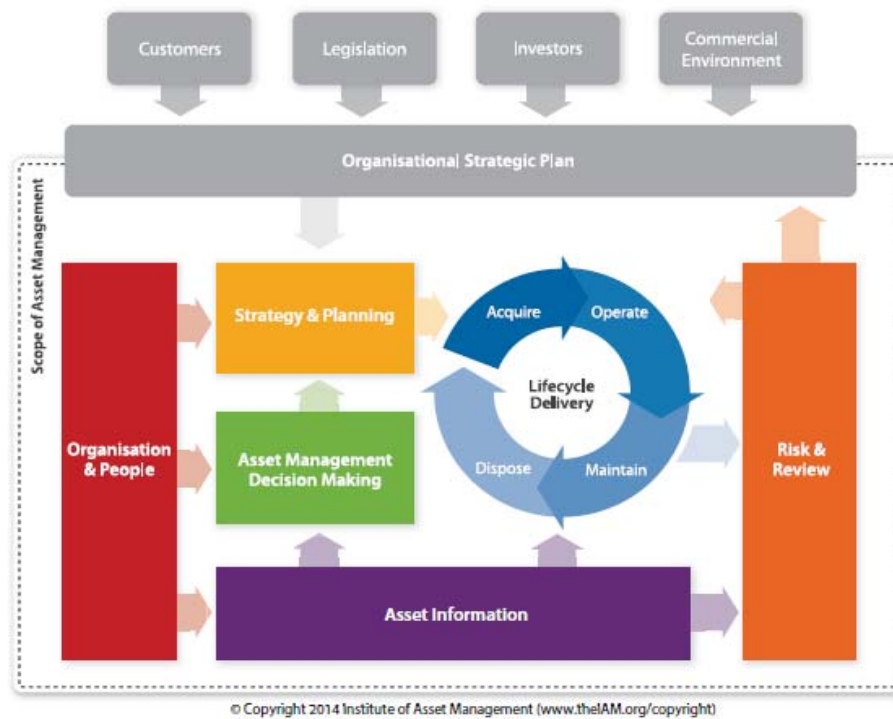 Customers
Legislation
Investors
Commercial
Environment
Organisational Strategic Plan
Scope of Asset Management
Strategy & Planning
Acquire
Operate
Lifecycle
Delivery
Organisation
& People
Asset Management
Decision Making
Dispose
Maintain
Risk &
Review
Asset Information
© Copyright 2014 Institute of Asset Management (www.theIAM.org/copyright)